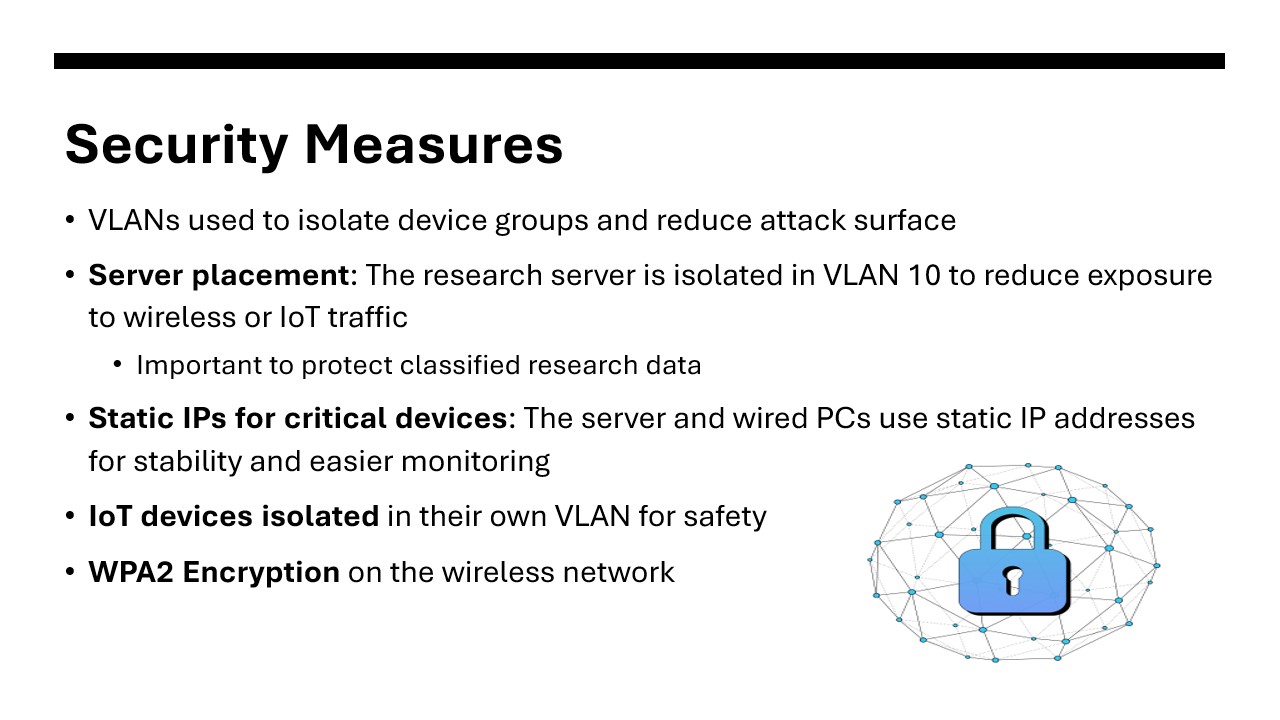 Security Measures
• VLANs used to isolate device groups and reduce attack surface
• Server placement: The research server is isolated in VLAN 10 to reduce exposure
to wireless or IoT traffic
• Important to protect classified research data
• Static IPs for critical devices: The server and wired PCs use static IP addresses
for stability and easier monitoring
• IoT devices isolated in their own VLAN for safety
• WPA2 Encryption on the wireless network